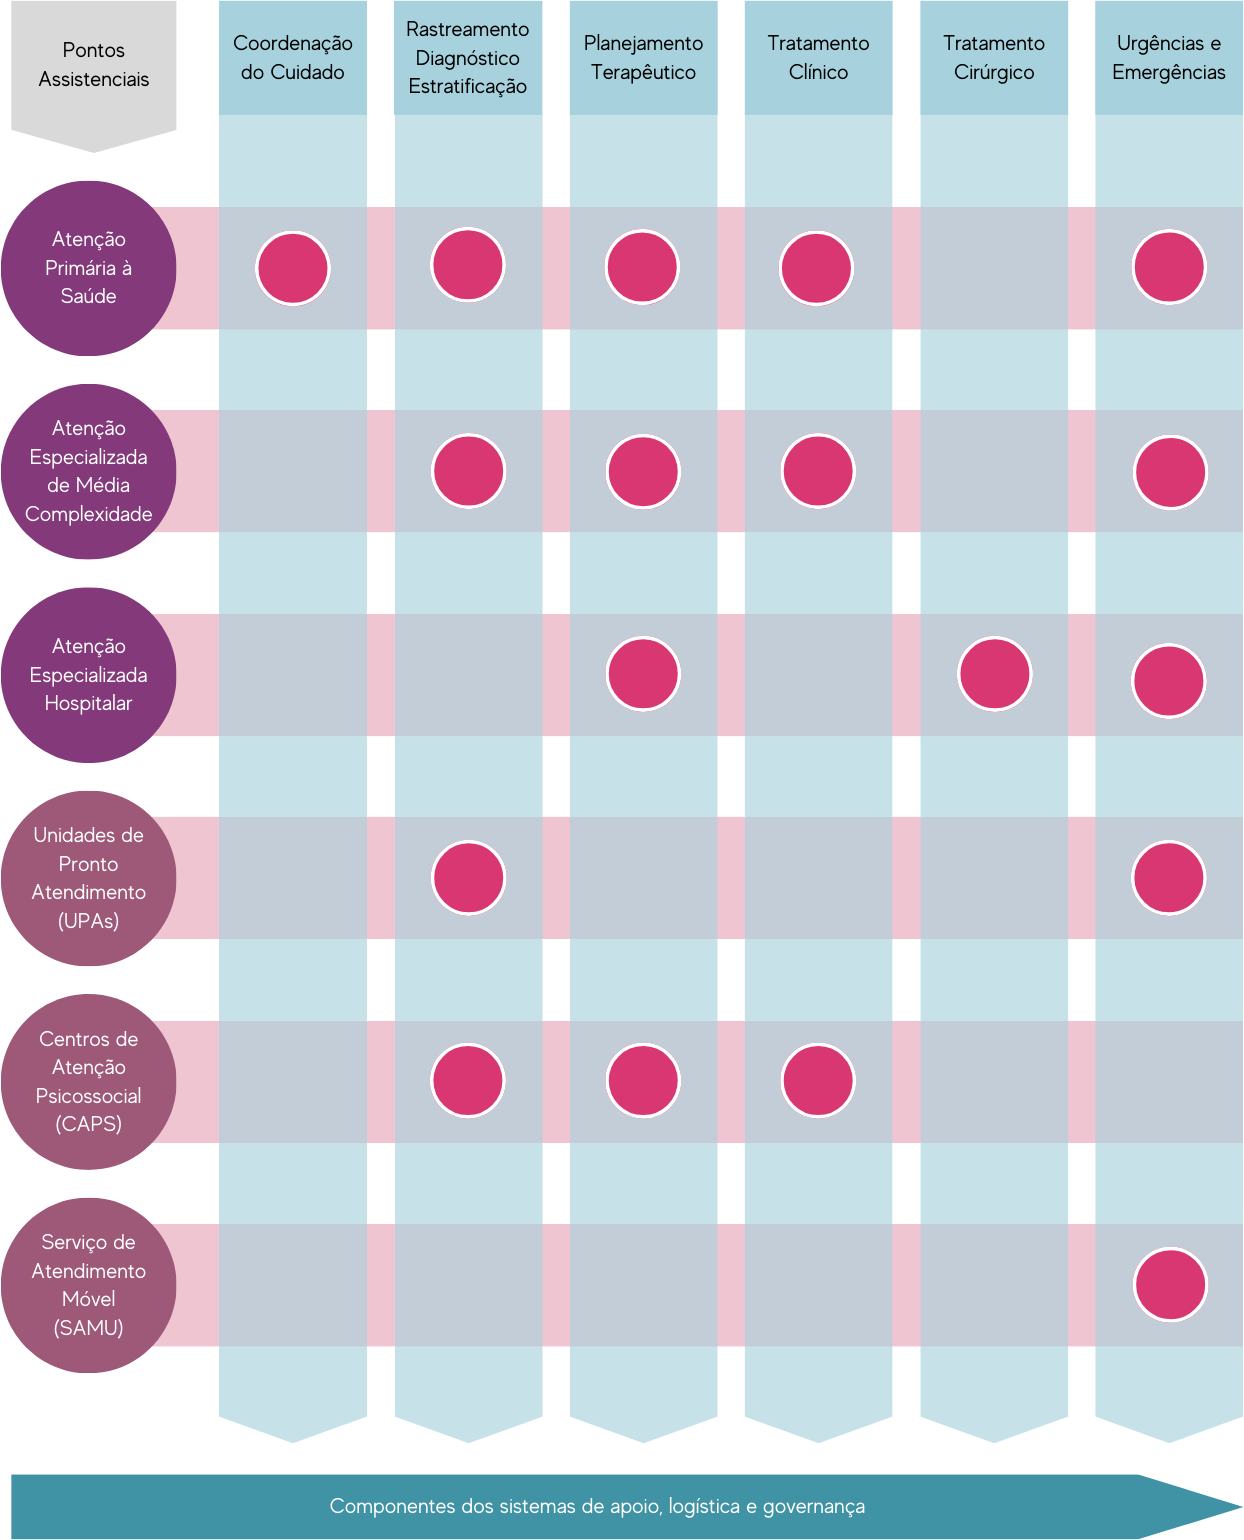 Pontos
Assistenciais
Coordenação
do Cuidado
Rastreamento
Diagnóstico
Estratificação
Planejamento
Terapêutico
Tratamento
Clínico
Tratamento
Cirúrgico
Urgências e
Emergências
Atenção
Primária à
Saúde
Atenção
Especializada
de Média
Complexidade
Atenção
Especializada
Hospitalar
Unidades de
Pronto
Atendimento
(UPAs)
Centros de
Atenção
Psicossocial
(CAPS)
Serviço de
Atendimento
Móvel
(SAMU)
Componentes dos sistemas de apoio, logística e governança